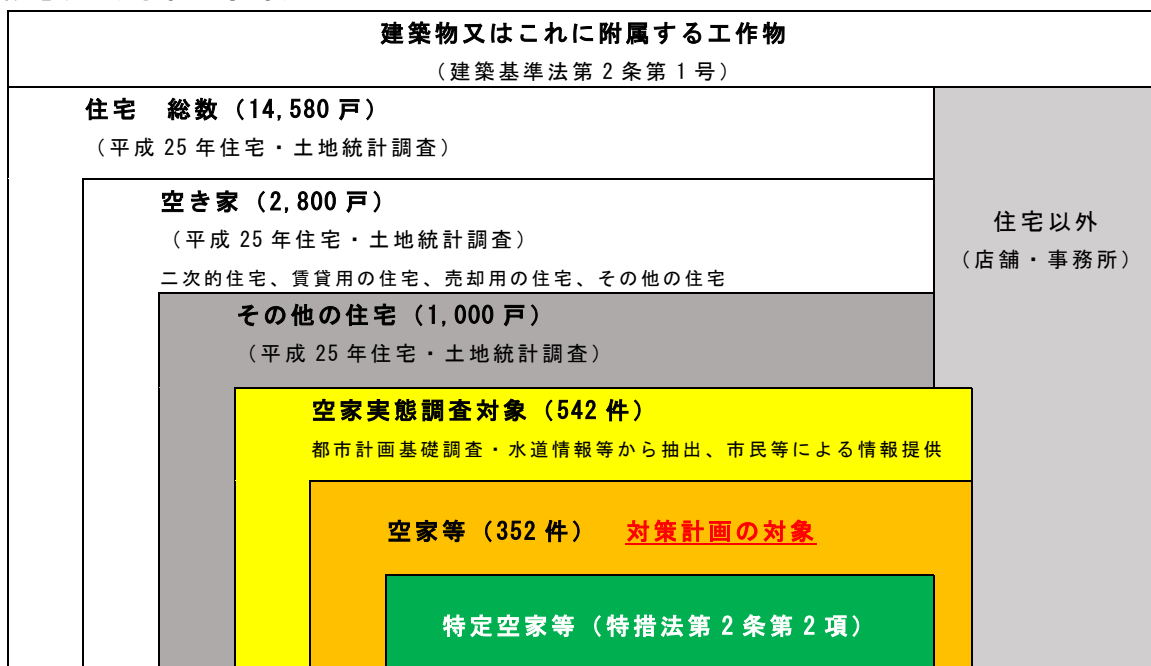 建築物又はこれに附属する工作物
（建築基準法第2条第1号）
住宅　総数（14,580戸）
（平成25年住宅・土地統計調査）
空き家（2,800戸）
（平成25年住宅・土地統計調査）
二次的住宅、賃貸用の住宅、売却用の住宅、その他の住宅
住宅以外
（店舗・事務所）
その他の住宅（1,000戸）
（平成25年住宅・土地統計調査）
空家実態調査対象（542件）
都市計画基礎調査・水道情報等から抽出、市民等による情報提供
空家等（352件）　対策計画の対象
特定空家等（特措法第2条第2項）